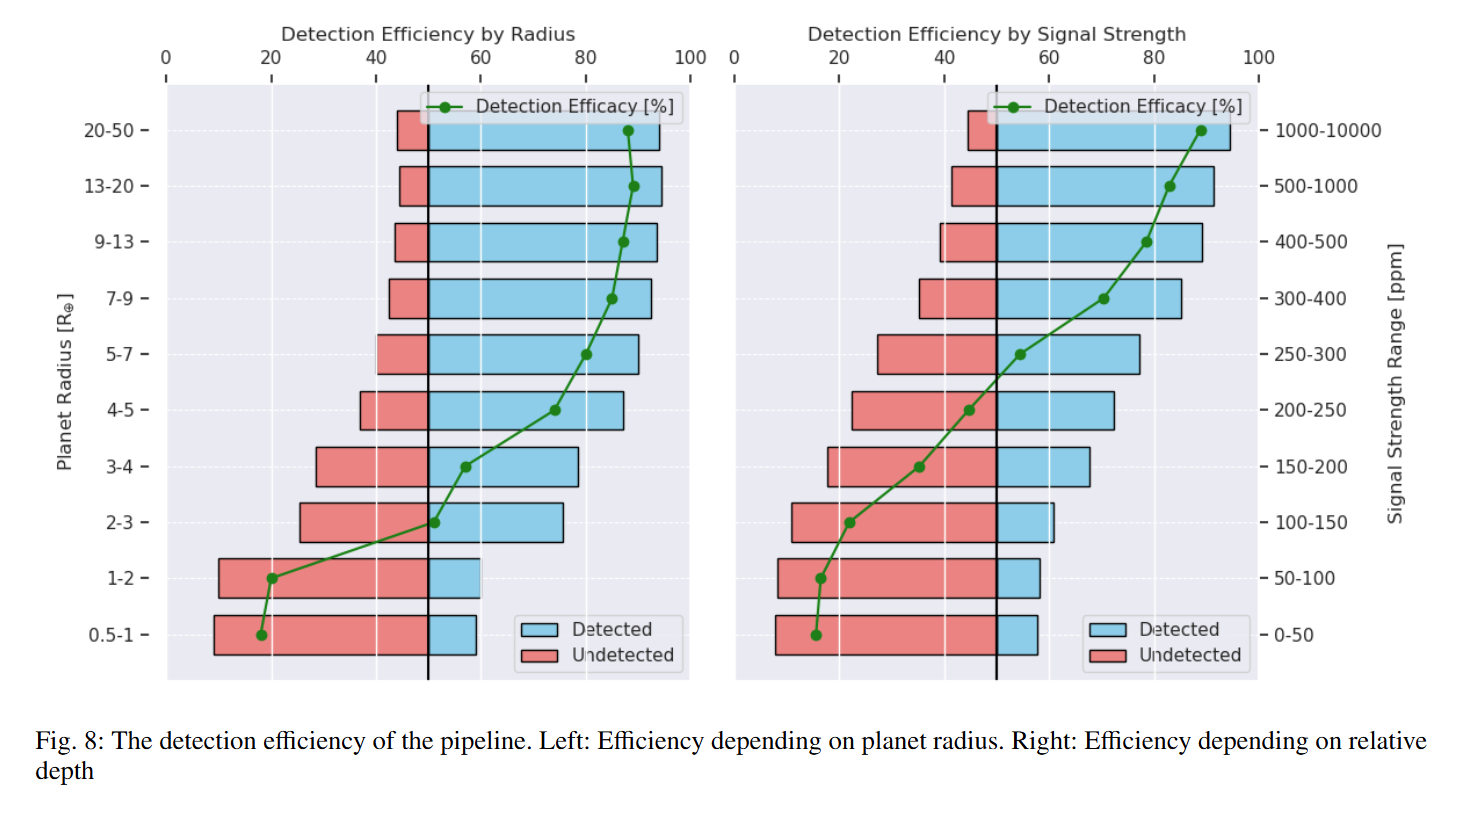 Detection Efficiency by Radius
0 20 40 60 80 100
Detection Efficacy [%]
Planet Radius [R⊕]
20-50
13-20
9-13
7-9
5-7
4-5
3-4
2-3
1-2
0.5-1
Detected
Undetected
Detection Efficiency by Signal Strength
0 20 40 60 80 100
Detection Efficacy [%]
1000-10000
500-1000
400-500
300-400
250-300
200-250
150-200
100-150
50-100
0-50
Signal Strength Range [ppm]
Detected
Undetected
Fig. 8: The detection efficiency of the pipeline. Left: Efficiency depending on planet radius. Right: Efficiency depending on relative
depth